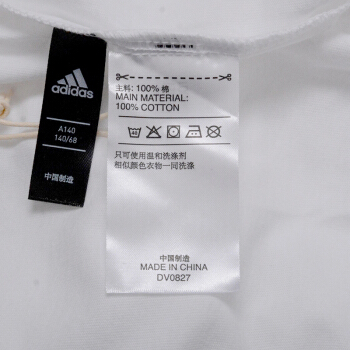 adidas
A140
140/68
中国制造
主料: 100% 棉
MAIN MATERIAL:
100% COTTON
只可使用温和洗涤剂
相似颜色衣物一同洗涤
中国制造
MADE IN CHINA
DV0827